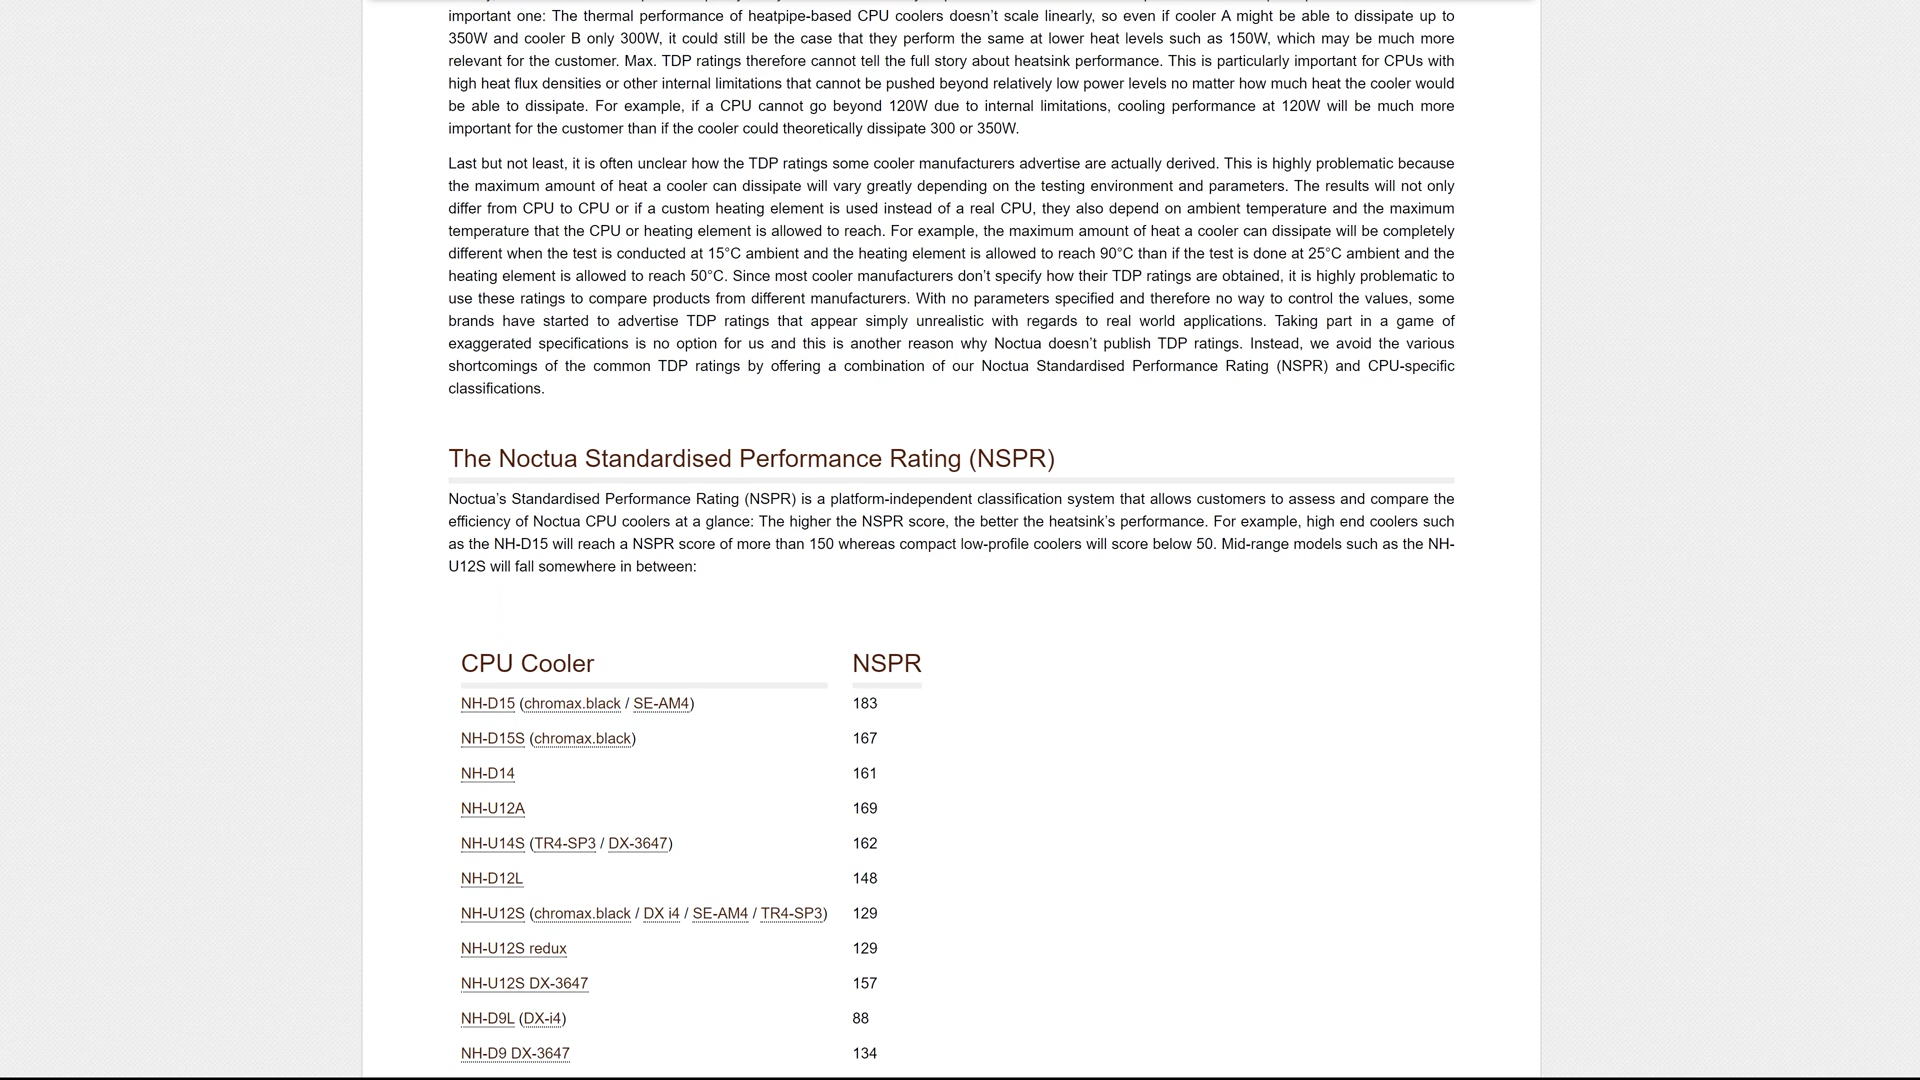 important one: The thermal performance of heatpipe-based CPU coolers doesn’t scale linearly, so even if cooler A might be able to dissipate up to
350W and cooler B only 300W, it could still be the case that they perform the same at lower heat levels such as 150W, which may be much more
relevant for the customer. Max. TDP ratings therefore cannot tell the full story about heatsink performance. This is particularly important for CPUs with
high heat flux densities or other internal limitations that cannot be pushed beyond relatively low power levels no matter how much heat the cooler would
be able to dissipate. For example, if a CPU cannot go beyond 120W due to internal limitations, cooling performance at 120W will be much more
important for the customer than if the cooler could theoretically dissipate 300 or 350W.
Last but not least, it is often unclear how the TDP ratings some cooler manufacturers advertise are actually derived. This is highly problematic because
the maximum amount of heat a cooler can dissipate will vary greatly depending on the testing environment and parameters. The results will not only
differ from CPU to CPU or if a custom heating element is used instead of a real CPU, they also depend on ambient temperature and the maximum
temperature that the CPU or heating element is allowed to reach. For example, the maximum amount of heat a cooler can dissipate will be completely
different when the test is conducted at 15°C ambient and the heating element is allowed to reach 90°C than if the test is done at 25°C ambient and the
heating element is allowed to reach 50°C. Since most cooler manufacturers don’t specify how their TDP ratings are obtained, it is highly problematic to
use these ratings to compare products from different manufacturers. With no parameters specified and therefore no way to control the values, some
brands have started to advertise TDP ratings that appear simply unrealistic with regards to real world applications. Taking part in a game of
exaggerated specifications is no option for us and this is another reason why Noctua doesn’t publish TDP ratings. Instead, we avoid the various
shortcomings of the common TDP ratings by offering a combination of our Noctua Standardised Performance Rating (NSPR) and CPU-specific
classifications.
The Noctua Standardised Performance Rating (NSPR)
Noctua’s Standardised Performance Rating (NSPR) is a platform-independent classification system that allows customers to assess and compare the
efficiency of Noctua CPU coolers at a glance: The higher the NSPR score, the better the heatsink’s performance. For example, high end coolers such
as the NH-D15 will reach a NSPR score of more than 150 whereas compact low-profile coolers will score below 50. Mid-range models such as the NH-
U12S will fall somewhere in between:
CPU Cooler NSPR
NH-D15 (chromax.black / SE-AM4) 183
NH-D15S (chromax.black) 167
NH-D14 161
NH-U12A 169
NH-U14S (TR4-SP3 / DX-3647) 162
NH-D12L 148
NH-U12S (chromax.black / DX i4 / SE-AM4 / TR4-SP3) 129
NH-U12S redux 129
NH-U12S DX-3647 157
NH-D9L (DX-i4) 88
NH-D9 DX-3647 134